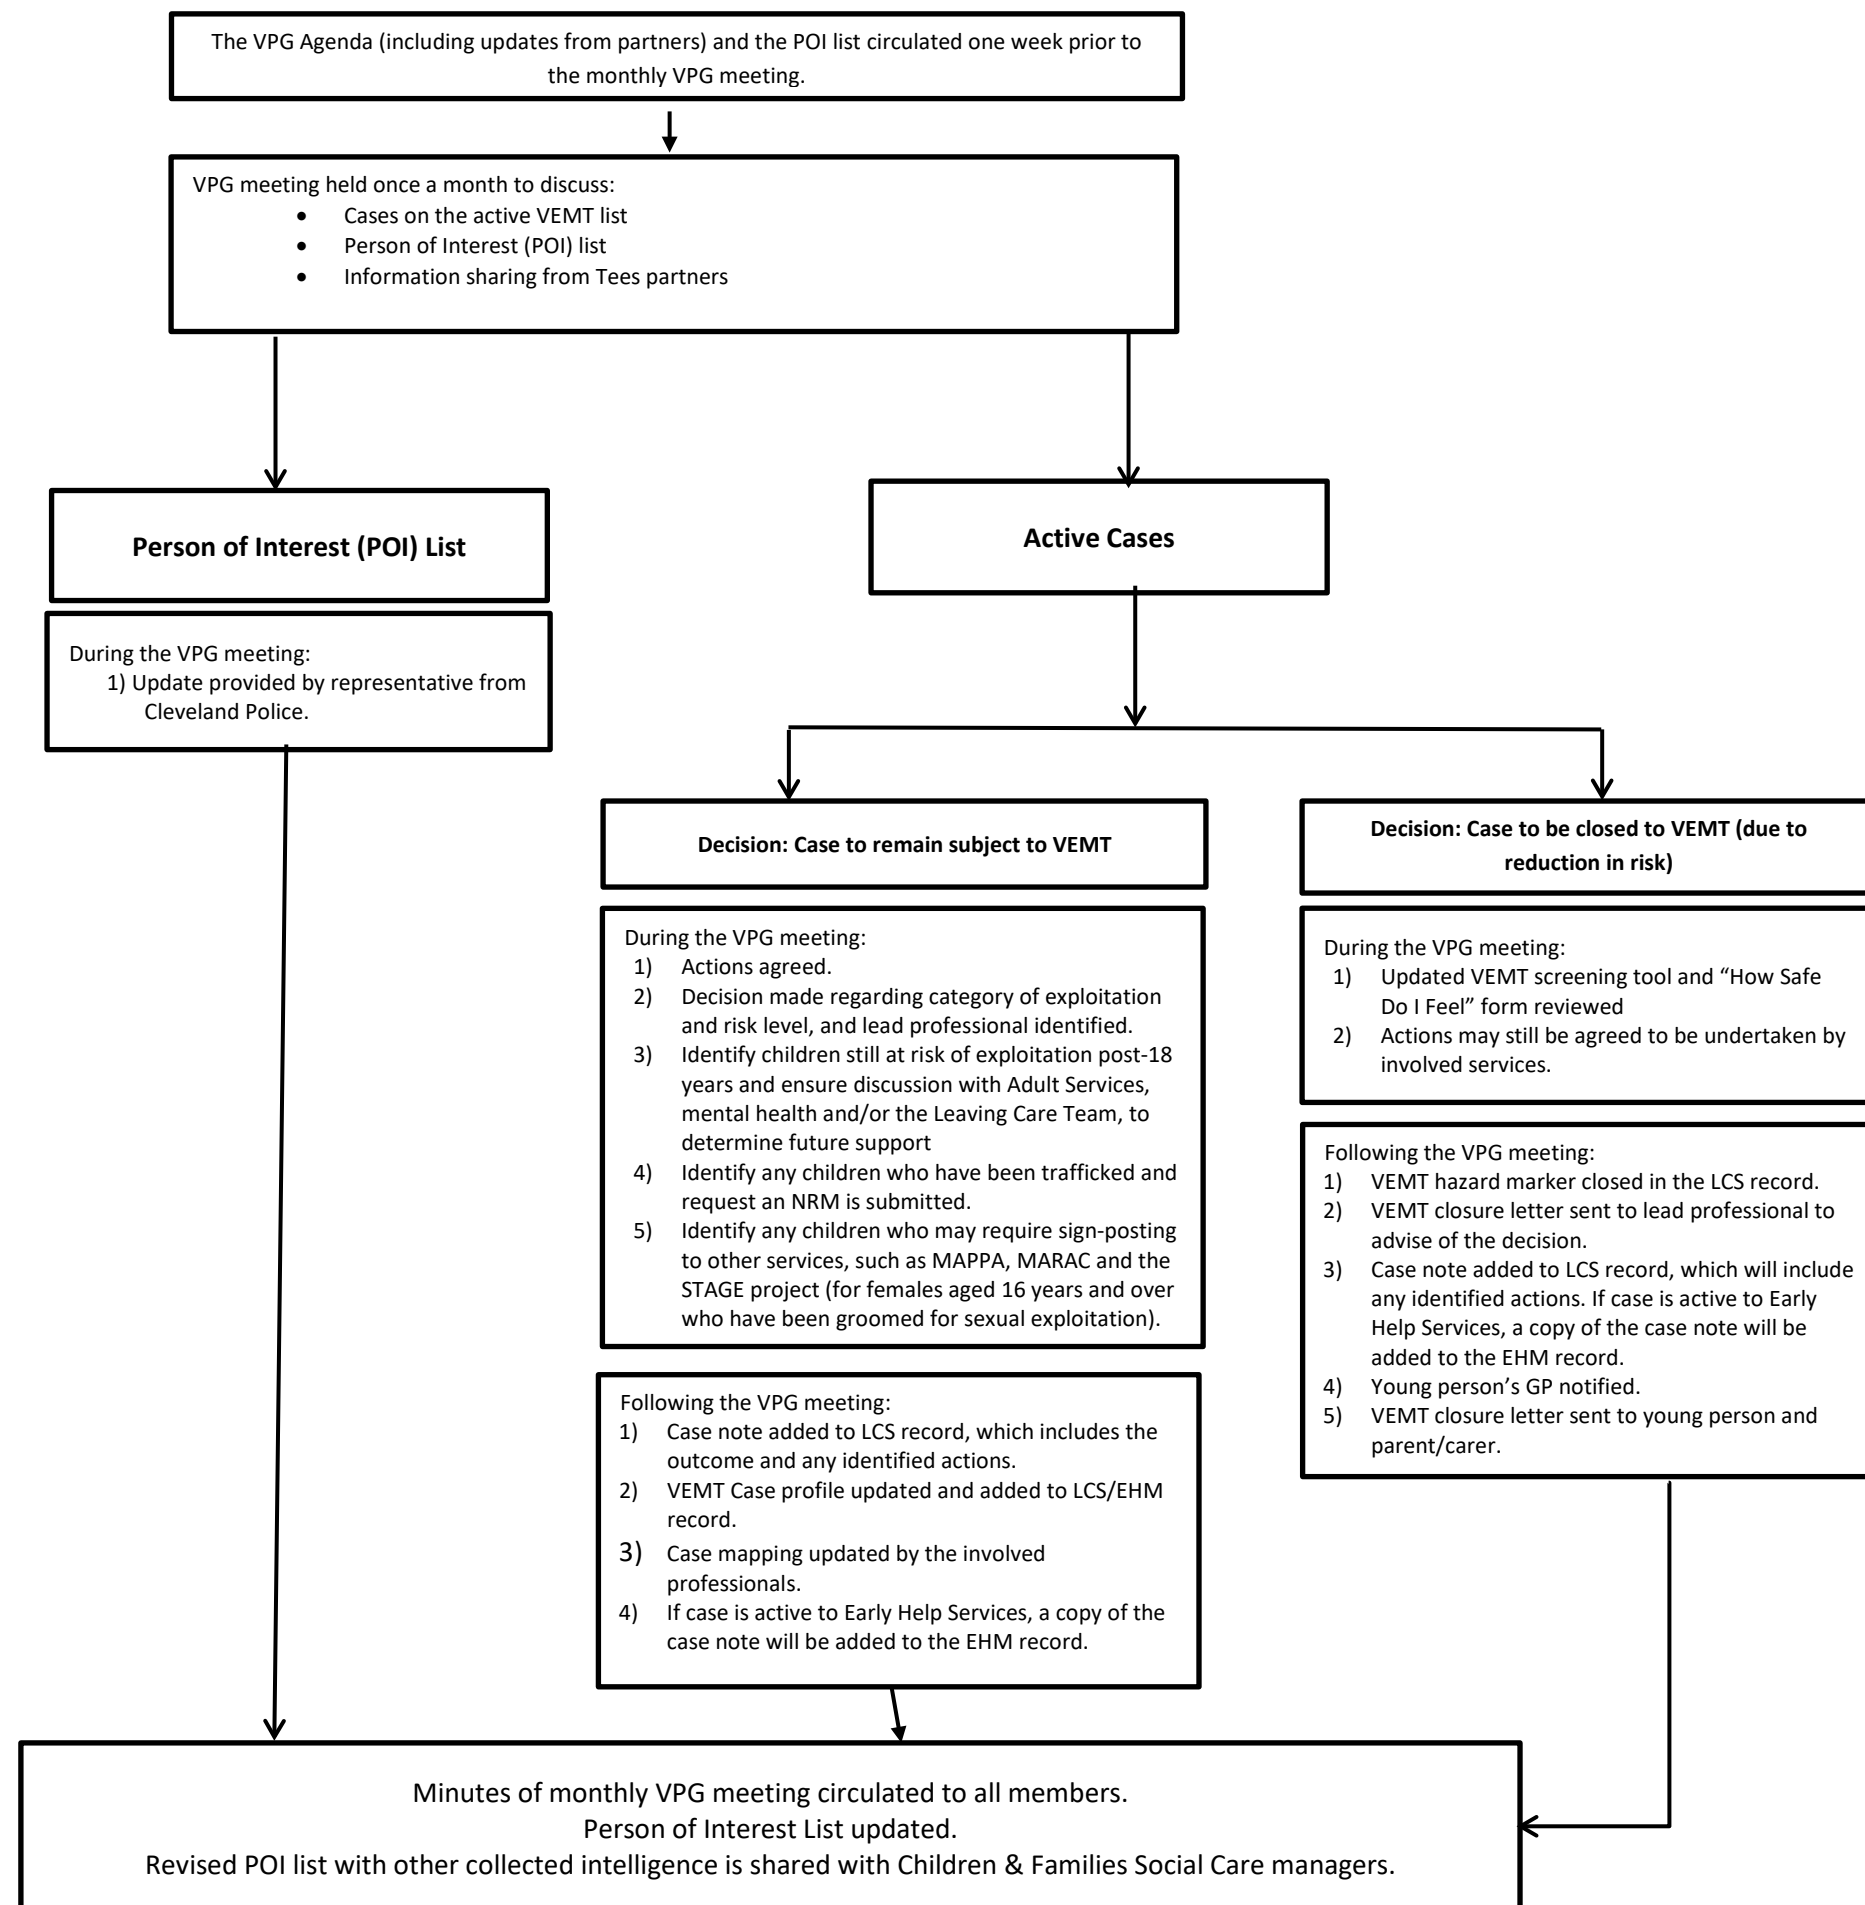 The VPG Agenda (including updates from partners) and the POI list circulated one week prior to
the monthly VPG meeting.
VPG meeting held once a month to discuss:
• Cases on the active VEMT list
• Person of Interest (POI) list
• Information sharing from Tees partners
Person of Interest (POI) List
During the VPG meeting:
1) Update provided by representative from
Cleveland Police.
Active Cases
Decision: Case to remain subject to VEMT
During the VPG meeting:
1) Actions agreed.
2) Decision made regarding category of exploitation
and risk level, and lead professional identified.
3) Identify children still at risk of exploitation post-18
years and ensure discussion with Adult Services,
mental health and/or the Leaving Care Team, to
determine future support
4) Identify any children who have been trafficked and
request an NRM is submitted.
5) Identify any children who may require sign-posting
to other services, such as MAPPA, MARAC and the
STAGE project (for females aged 16 years and over
who have been groomed for sexual exploitation).
Following the VPG meeting:
1) Case note added to LCS record, which includes the
outcome and any identified actions.
2) VEMT Case profile updated and added to LCS/EHM
record.
3) Case mapping updated by the involved
professionals.
4) If case is active to Early Help Services, a copy of the
case note will be added to the EHM record.
Decision: Case to be closed to VEMT (due to
reduction in risk)
During the VPG meeting:
1) Updated VEMT screening tool and “How Safe
Do I Feel” form reviewed
2) Actions may still be agreed to be undertaken by
involved services.
Following the VPG meeting:
1) VEMT hazard marker closed in the LCS record.
2) VEMT closure letter sent to lead professional to
advise of the decision.
3) Case note added to LCS record, which will include
any identified actions. If case is active to Early
Help Services, a copy of the case note will be
added to the EHM record.
4) Young person’s GP notified.
5) VEMT closure letter sent to young person and
parent/carer.
Minutes of monthly VPG meeting circulated to all members.
Person of Interest List updated.
Revised POI list with other collected intelligence is shared with Children & Families Social Care managers.